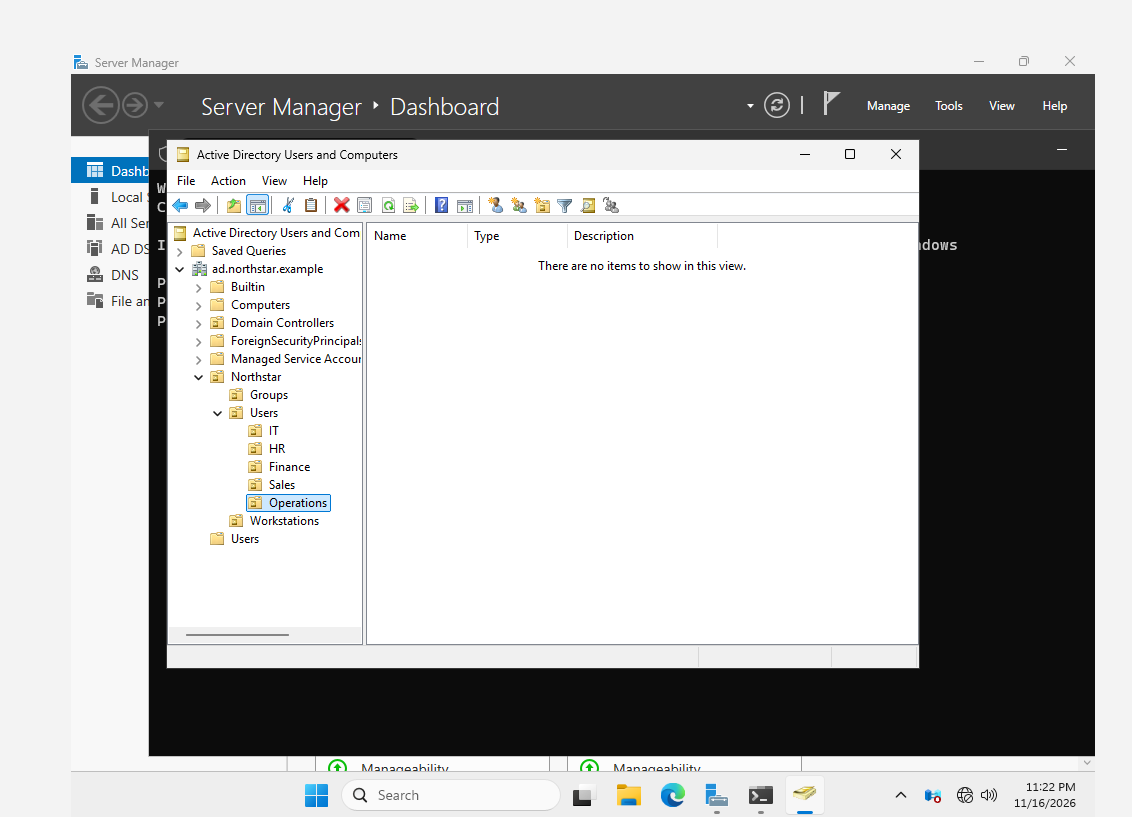 Server Manager
Server Manager
Dashboard
Manage
Tools
View
Help
Dashb
Local
All Ser
AD DS
DNS
File an
Active Directory Users and Computers
File
Action
View
Help
Active Directory Users and Com
Saved Queries
ad.northstar.example
Builtin
Computers
Domain Controllers
ForeignSecurityPrincipals
Managed Service Accour
Northstar
Groups
Users
IT
HR
Finance
Sales
Operations
Workstations
Users
Name
Type
Description
There are no items to show in this view.
W
C
I
ndows
P
P
P
Manageability
Manageability
Search
11:22 PM
11/16/2026